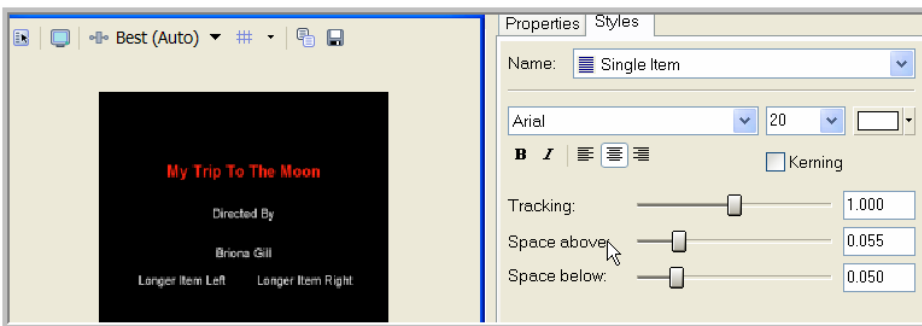 Properties Styles
Best (Auto)
Name: Single Item
Arial 20
B I
Kerning
Tracking: 1.000
Space above: 0.055
Space below: 0.050
My Trip To The Moon
Directed By
Briona Gill
Longer Item Left Longer Item Right